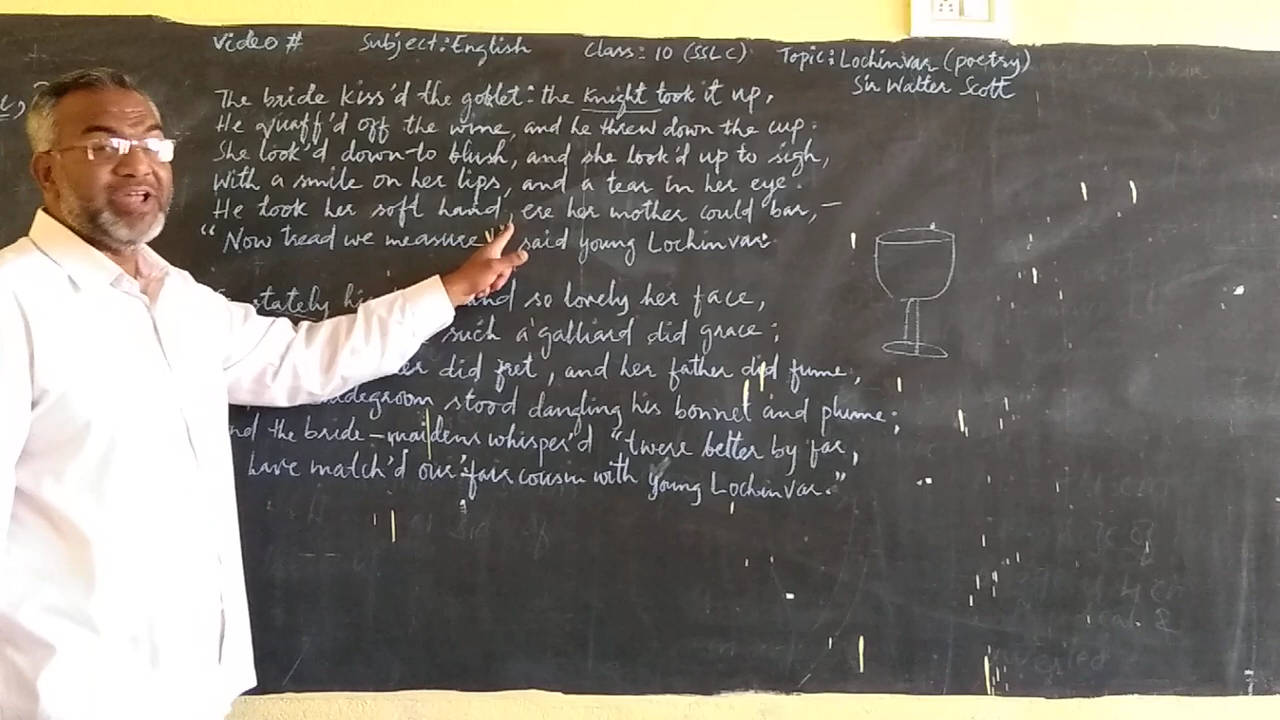 Video # Subject: English Class: 10 (SSLC) Topic: Lochinvar (poetry)
Sir Walter Scott
The bride kiss'd the goblet: the Knight took it up,
He quaff'd off the wine, and he threw down the cup.
She look'd down to blush, and she look'd up to sigh,
With a smile on her lips, and a tear in her eye.
He took her soft hand, ere her mother could bar, —
"Now tread we measure said young Lochinvar.
stately and so lovely her face,
such a galliard did grace;
did fret, and her father did fume,
stood dangling his bonnet and plume;
And the bride-maidens whisper'd "twere better by far,
have match'd our fair cousin with young Lochinvar."